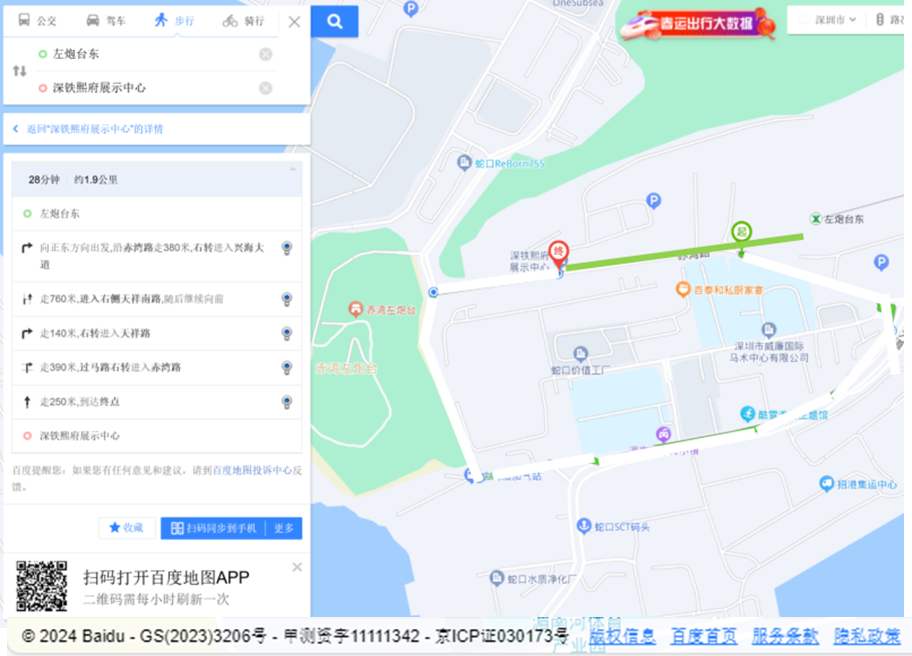 公交 驾车 步行 骑行
OneSubsea
春运出行大数据
深圳市
左炮台东
深铁熙府展示中心
返回"深铁熙府展示中心"的详情
28分钟 约1.9公里
左炮台东
向正东方向出发,沿赤湾路走380米,右转进入兴海大
道
走760米,进入右侧天祥南路,随后继续向前
走140米,右转进入天祥路
走390米,过马路右转进入赤湾路
走250米,到达终点
深铁熙府展示中心
百度提醒您：如果您有任何意见和建议，请到百度地图投诉中心反
馈。
收藏 扫码同步到手机 更多
扫码打开百度地图APP
二维码需每小时刷新一次
蛇口ReBorn755
P
P
P
左炮台东
起
终
深铁熙府
展示中心
赤湾路
百泰和私厨家宴
赤湾左炮台
赤湾左炮台
深圳市威廉国际
马术中心有限公司
蛇口价值工厂
招港集运中心
蛇口SCT码头
蛇口水质净化厂
© 2024 Baidu - GS(2023)3206号 - 甲测资字11111342 - 京ICP证030173号 版权信息 百度首页 服务条款 隐私政策